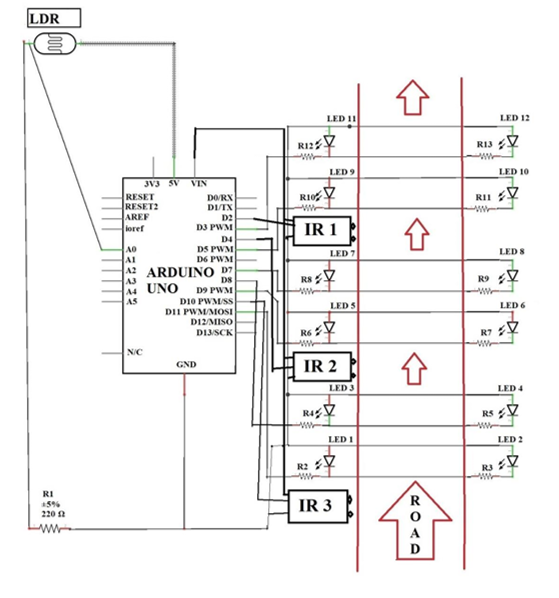 LDR
LED 11
LED 12
R12
R13
3V3 5V VIN
LED 9
LED 10
RESET
RESET2
AREF
ioref
D0/RX
D1/TX
D2
D3 PWM
D4
D5 PWM
D6 PWM
D7
D8
D9 PWM
D10 PWM/SS
D11 PWM/MOSI
D12/MISO
D13/SCK
R10
R11
IR 1
A0
A1
A2
A3
A4
A5
ARDUINO
UNO
LED 7
LED 8
R8
R9
LED 5
LED 6
R6
R7
N/C
GND
IR 2
LED 3
LED 4
R4
R5
LED 1
LED 2
R2
R3
R1
±5%
220 Ω
IR 3
R
O
A
D